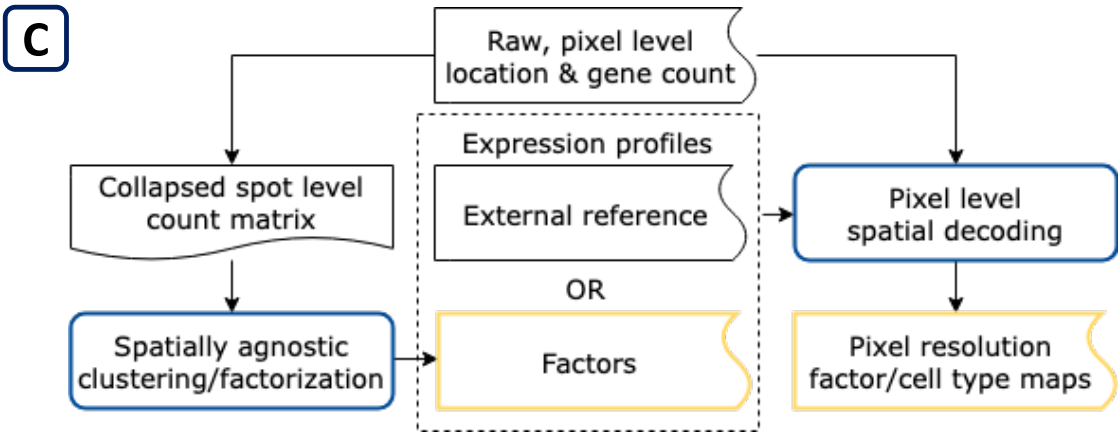 C
Raw, pixel level
location & gene count
Expression profiles
Collapsed spot level
count matrix
External reference
Pixel level
spatial decoding
OR
Spatially agnostic
clustering/factorization
Factors
Pixel resolution
factor/cell type maps